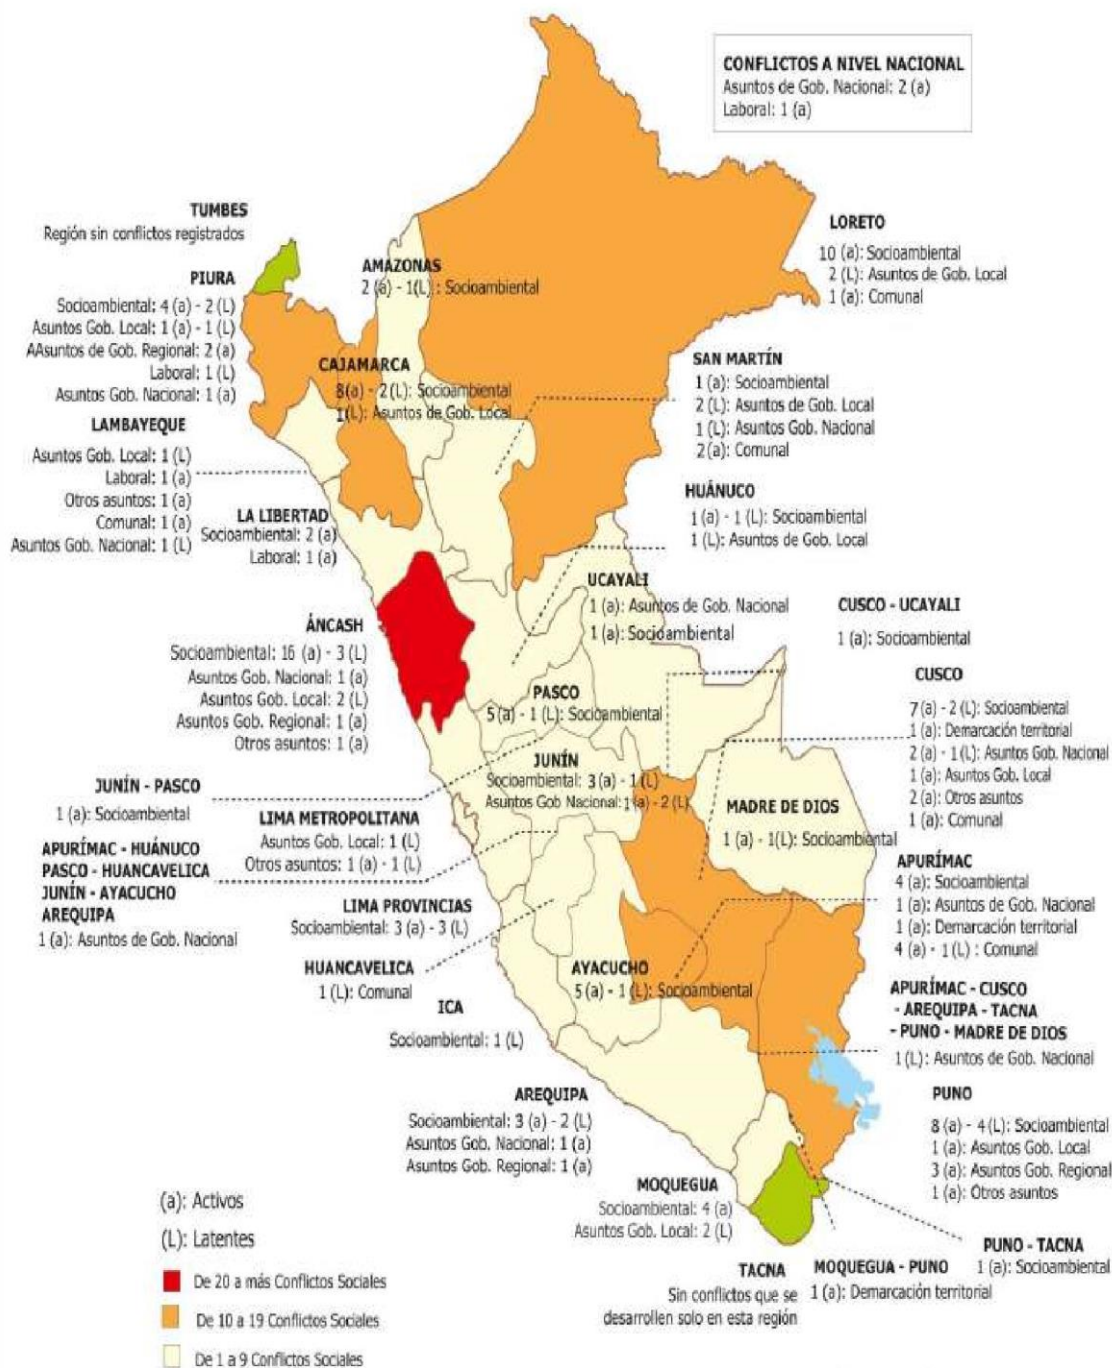 CONFLICTOS A NIVEL NACIONAL
Asuntos de Gob. Nacional: 2 (a)
Laboral: 1 (a)
TUMBES
Región sin conflictos registrados
PIURA
Socioambiental: 4 (a) - 2 (L)
Asuntos Gob. Local: 1 (a) - 1 (L)
AAsuntos de Gob. Regional: 2 (a)
Laboral: 1 (L)
Asuntos Gob. Nacional: 1 (a)
AMAZONAS
2 (a) - 1(L) : Socioambiental
LORETO
10 (a): Socioambiental
2 (L): Asuntos de Gob. Local
1 (a): Comunal
CAJAMARCA
8(a) - 2(L): Socioambiental
1(L): Asuntos de Gob. Local
SAN MARTÍN
1 (a): Socioambiental
2 (L): Asuntos de Gob. Local
1 (L): Asuntos Gob. Nacional
2(a): Comunal
LAMBAYEQUE
Asuntos Gob. Local: 1 (L)
Laboral: 1 (a)
Otros asuntos: 1 (a)
Comunal: 1 (a)
Asuntos Gob. Nacional: 1 (L)
LA LIBERTAD
Socioambiental: 2 (a)
Laboral: 1 (a)
HUÁNUCO
1 (a) - 1 (L): Socioambiental
1 (L): Asuntos de Gob. Local
UCAYALI
1 (a): Asuntos de Gob. Nacional
1 (a): Socioambiental
CUSCO - UCAYALI
1 (a): Socioambiental
ÁNCASH
Socioambiental: 16 (a) - 3 (L)
Asuntos Gob. Nacional: 1 (a)
Asuntos Gob. Local: 2 (L)
Asuntos Gob. Regional: 1 (a)
Otros asuntos: 1 (a)
CUSCO
7 (a) - 2 (L): Socioambiental
1 (a): Demarcación territorial
2 (a) - 1 (L): Asuntos Gob. Nacional
1 (a): Asuntos Gob. Local
2 (a): Otros asuntos
1 (a): Comunal
PASCO
5 (a) - 1 (L): Socioambiental
JUNÍN
Socioambiental: 3 (a) - 1 (L)
Asuntos Gob Nacional: 1 (a) - 2 (L)
JUNÍN - PASCO
1 (a): Socioambiental
LIMA METROPOLITANA
Asuntos Gob. Local: 1 (L)
Otros asuntos: 1 (a) - 1 (L)
MADRE DE DIOS
1 (a) - 1(L): Socioambiental
APURÍMAC - HUÁNUCO
PASCO - HUANCAVELICA
JUNÍN - AYACUCHO
AREQUIPA
1 (a): Asuntos de Gob. Nacional
APURÍMAC
4 (a): Socioambiental
1 (a): Asuntos de Gob. Nacional
1 (a): Demarcación territorial
4 (a) - 1 (L) : Comunal
LIMA PROVINCIAS
Socioambiental: 3 (a) - 3 (L)
HUANCAVELICA
1 (L): Comunal
AYACUCHO
5 (a) - 1 (L): Socioambiental
ICA
Socioambiental: 1 (L)
APURÍMAC - CUSCO
- AREQUIPA - TACNA
- PUNO - MADRE DE DIOS
1 (L): Asuntos de Gob. Nacional
AREQUIPA
Socioambiental: 3 (a) - 2 (L)
Asuntos Gob. Nacional: 1 (a)
Asuntos Gob. Regional: 1 (a)
PUNO
8 (a) - 4 (L): Socioambiental
1 (a): Asuntos Gob. Local
3 (a): Asuntos Gob. Regional
1 (a): Otros asuntos
MOQUEGUA
Socioambiental: 4 (a)
Asuntos Gob. Local: 2 (L)
PUNO - TACNA
1 (a): Socioambiental
TACNA
Sin conflictos que se
desarrollen solo en esta región
MOQUEGUA - PUNO
1 (a): Demarcación territorial
(a): Activos
(L): Latentes
De 20 a más Conflictos Sociales
De 10 a 19 Conflictos Sociales
De 1 a 9 Conflictos Sociales